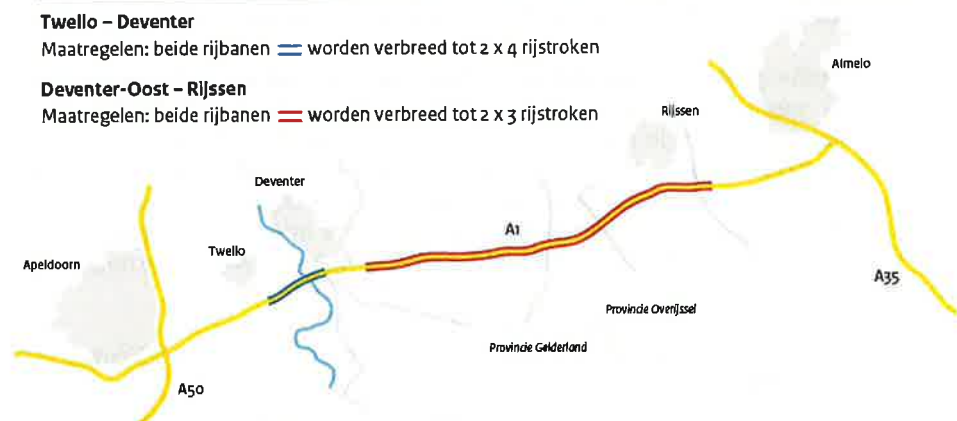 Twello – Deventer
Maatregelen: beide rijbanen worden verbreed tot 2 x 4 rijstroken
Deventer-Oost – Rijssen
Maatregelen: beide rijbanen worden verbreed tot 2 x 3 rijstroken
Almelo
Rijssen
Deventer
A1
Twello
Apeldoorn
A35
Provincie Overijssel
Provincie Gelderland
A50